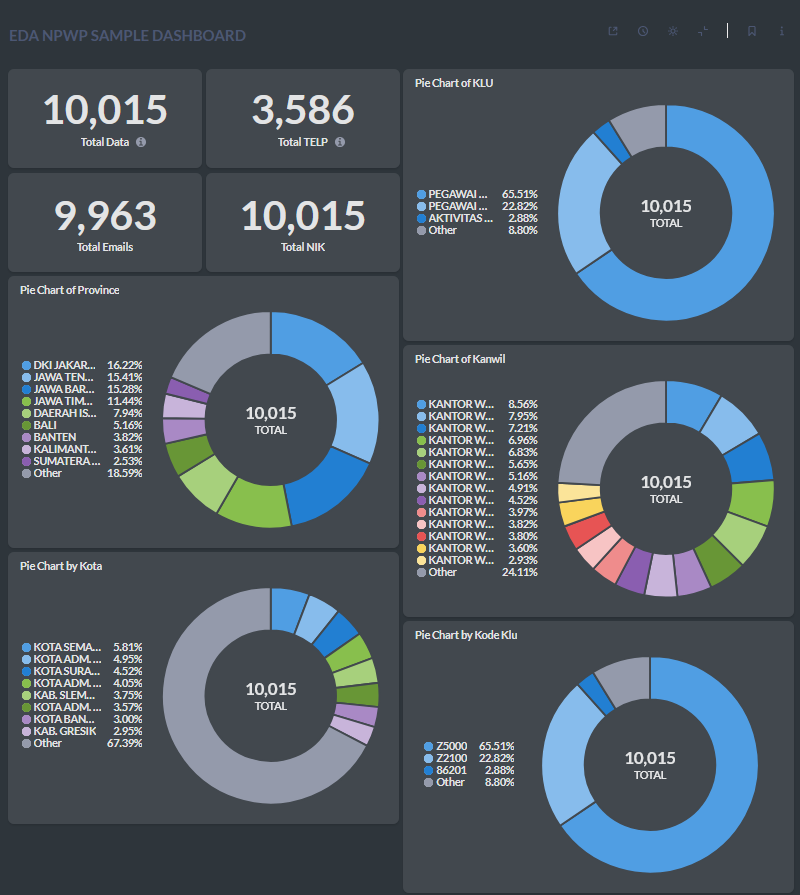 EDA NPWP SAMPLE DASHBOARD
10,015
Total Data
3,586
Total TELP
9,963
Total Emails
10,015
Total NIK
Pie Chart of KLU
PEGAWAI ... 65.51%
PEGAWAI ... 22.82%
AKTIVITAS ... 2.88%
Other 8.80%
10,015
TOTAL
Pie Chart of Province
DKI JAKAR... 16.22%
JAWA TEN... 15.41%
JAWA BAR... 15.28%
JAWA TIM... 11.44%
DAERAH IS... 7.94%
BALI 5.16%
BANTEN 3.82%
KALIMANT... 3.61%
SUMATERA ... 2.53%
Other 18.59%
10,015
TOTAL
Pie Chart of Kanwil
KANTOR W... 8.56%
KANTOR W... 7.95%
KANTOR W... 7.21%
KANTOR W... 6.96%
KANTOR W... 6.83%
KANTOR W... 5.65%
KANTOR W... 5.16%
KANTOR W... 4.91%
KANTOR W... 4.52%
KANTOR W... 3.97%
KANTOR W... 3.82%
KANTOR W... 3.80%
KANTOR W... 3.60%
KANTOR W... 2.93%
Other 24.11%
10,015
TOTAL
Pie Chart by Kota
KOTA SEMA... 5.81%
KOTA ADM. ... 4.95%
KOTA SURA... 4.52%
KOTA ADM. ... 4.05%
KAB. SLEM... 3.75%
KOTA ADM. ... 3.57%
KOTA BAN... 3.00%
KAB. GRESIK 2.95%
Other 67.39%
10,015
TOTAL
Pie Chart by Kode Klu
Z5000 65.51%
Z2100 22.82%
86201 2.88%
Other 8.80%
10,015
TOTAL